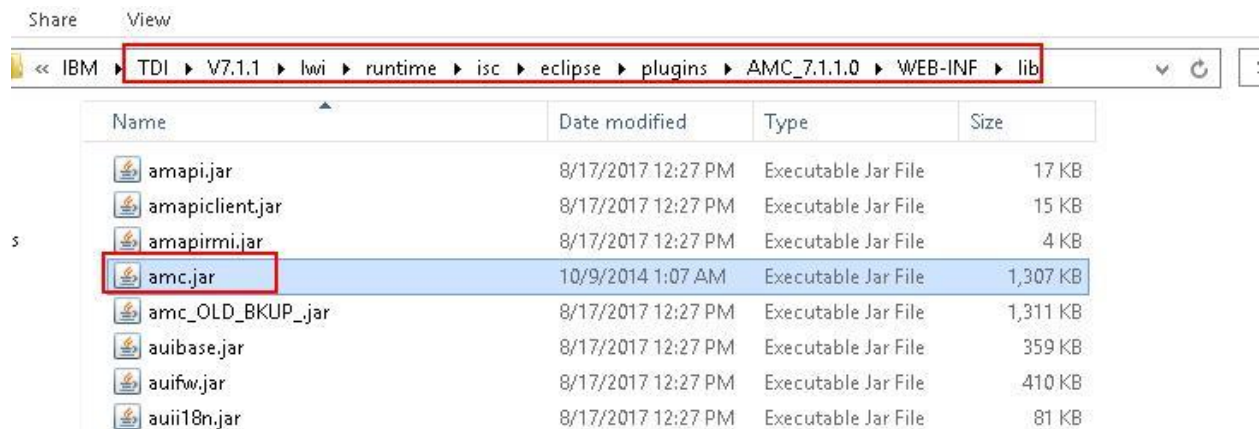 Share View
« IBM TDI V7.1.1 lwi runtime isc eclipse plugins AMC_7.1.1.0 WEB-INF lib
Name Date modified Type Size
amapi.jar 8/17/2017 12:27 PM Executable Jar File 17 KB
amapiclient.jar 8/17/2017 12:27 PM Executable Jar File 15 KB
s amapirmi.jar 8/17/2017 12:27 PM Executable Jar File 4 KB
amc.jar 10/9/2014 1:07 AM Executable Jar File 1,307 KB
amc_OLD_BKUP_.jar 8/17/2017 12:27 PM Executable Jar File 1,311 KB
auibase.jar 8/17/2017 12:27 PM Executable Jar File 359 KB
auifw.jar 8/17/2017 12:27 PM Executable Jar File 410 KB
auii18n.jar 8/17/2017 12:27 PM Executable Jar File 81 KB